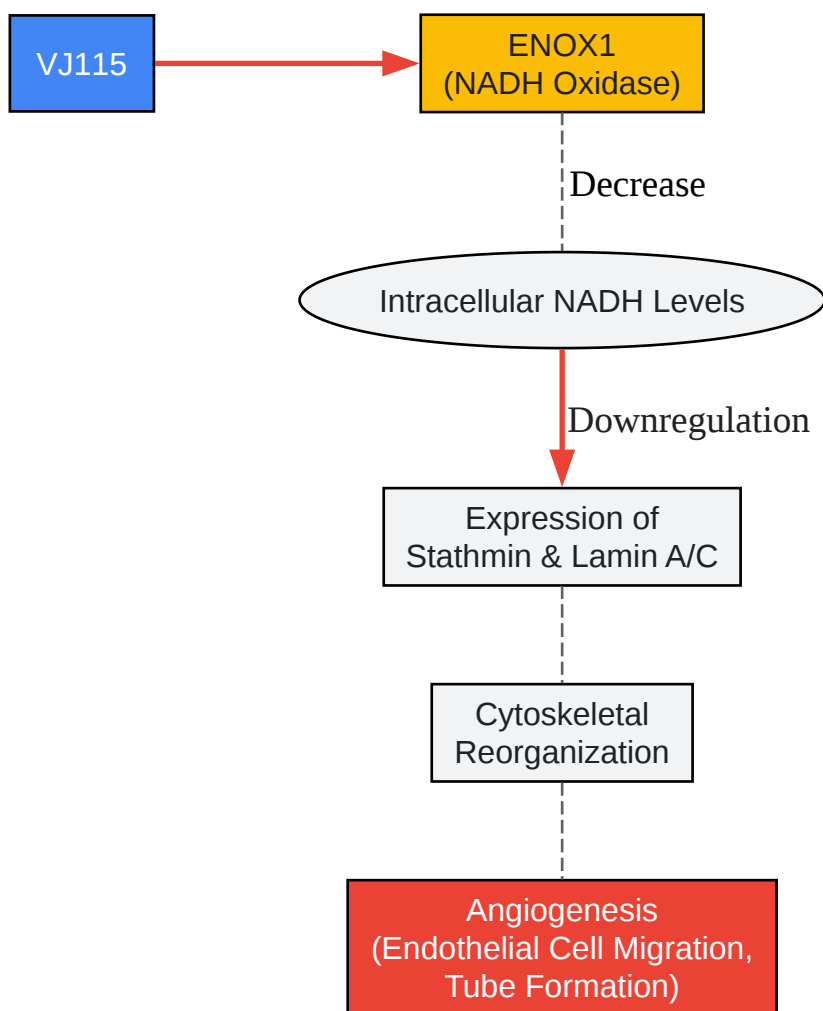 VJ115
ENOX1
(NADH Oxidase)
Decrease
Intracellular NADH Levels
Downregulation
Expression of
Stathmin & Lamin A/C
Cytoskeletal
Reorganization
Angiogenesis
(Endothelial Cell Migration,
Tube Formation)